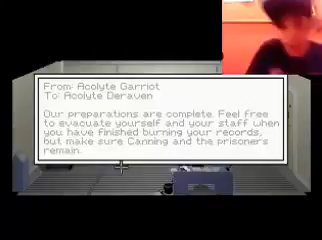 From: Acolyte Garriot
To: Acolyte Deraven
Our preparations are complete. Feel free
to evacuate yourself and your staff when
you have finished burning your records,
but make sure Canning and the prisoners
remain.